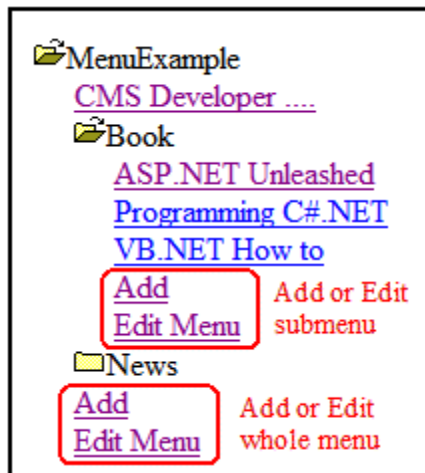 MenuExample
CMS Developer ....
Book
ASP.NET Unleashed
Programming C#.NET
VB.NET How to
Add
Edit Menu
Add or Edit
submenu
News
Add
Edit Menu
Add or Edit
whole menu